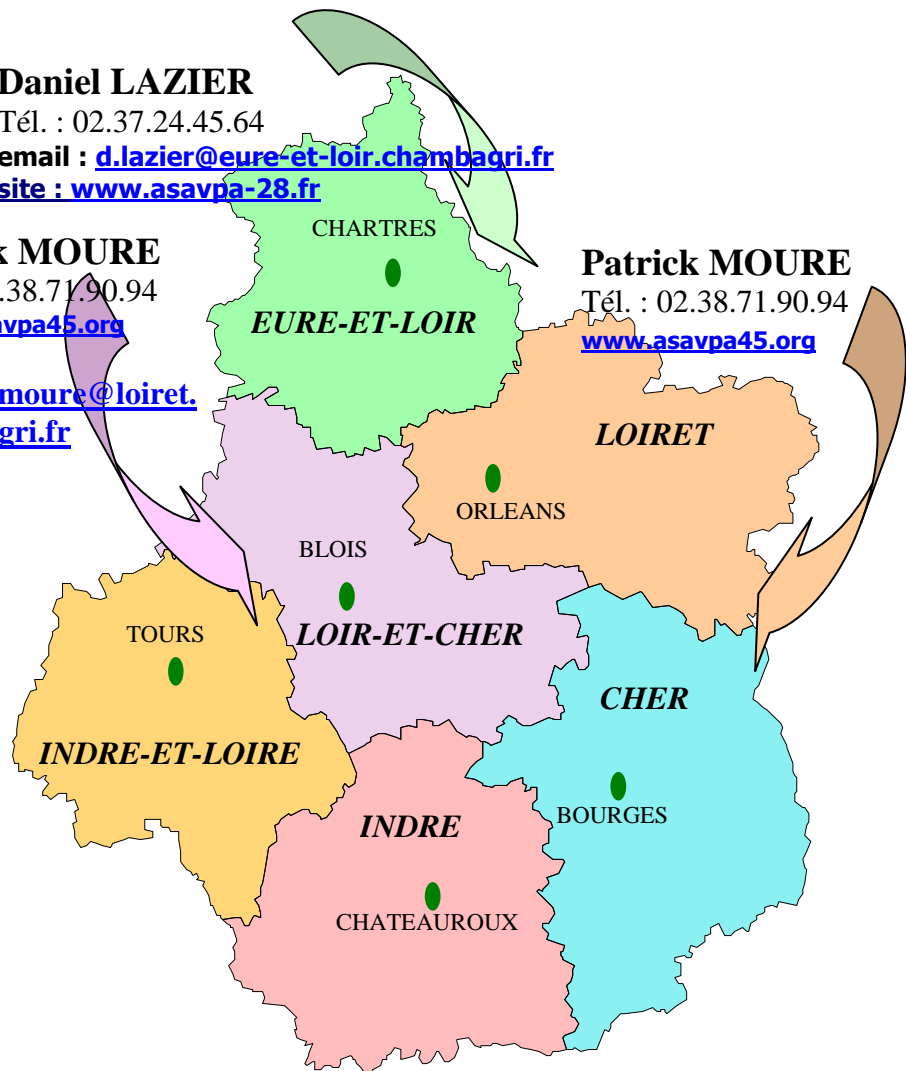 Daniel LAZIER
Tél. : 02.37.24.45.64
email : d.lazier@eure-et-loir.chambagri.fr
site : www.asavpa-28.fr
CHARTRES
EURE-ET-LOIR
k MOURE
.38.71.90.94
avpa45.org
moure@loiret.
gri.fr
Patrick MOURE
Tél. : 02.38.71.90.94
www.asavpa45.org
LOIRET
ORLEANS
BLOIS
LOIR-ET-CHER
TOURS
INDRE-ET-LOIRE
CHER
BOURGES
INDRE
CHATEAUROUX